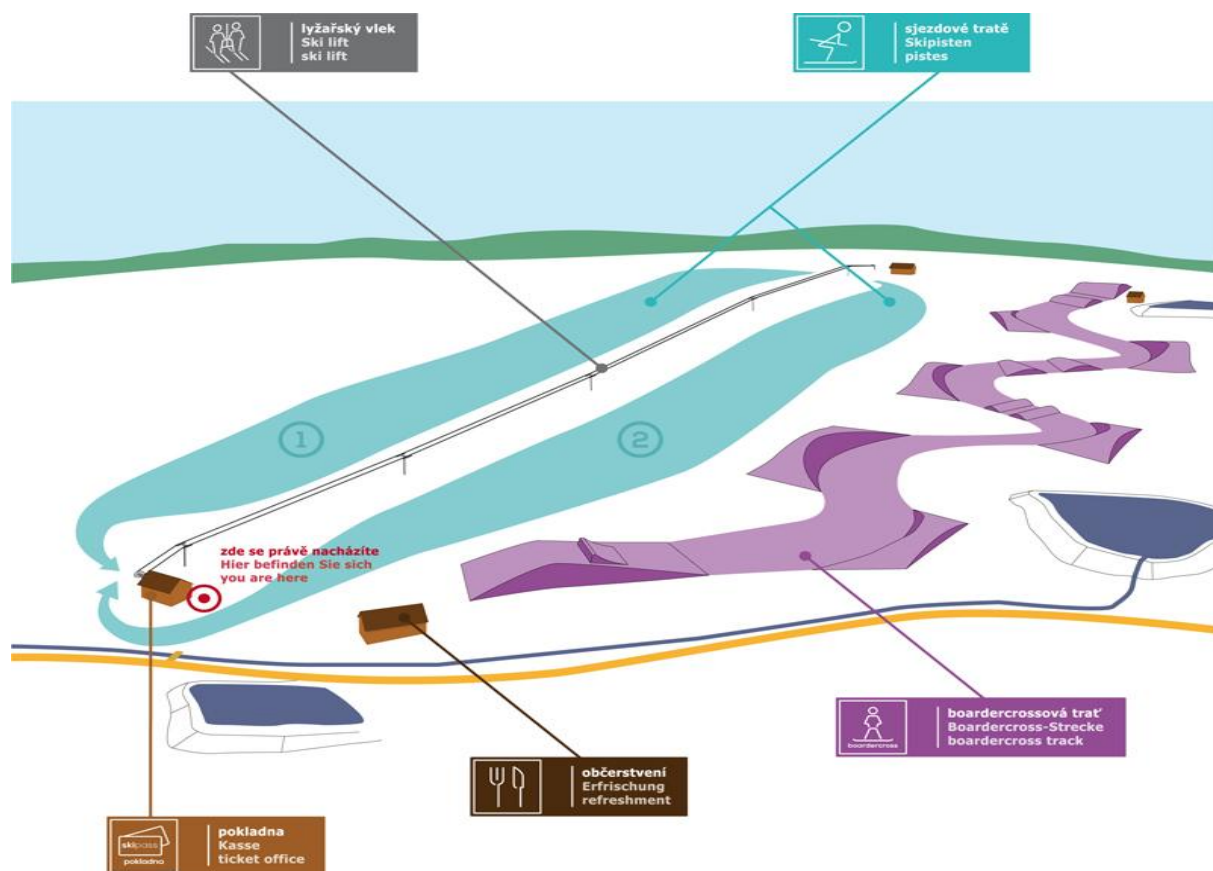 lyžařský vlek
Ski lift
ski lift
sjezdové tratě
Skipisten
pistes
1
2
zde se právě nacházíte
Hier befinden Sie sich
you are here
boardercross
boardercrossová trať
Boardercross-Strecke
boardercross track
občerstvení
Erfrischung
refreshment
skipass
pokladna
pokladna
Kasse
ticket office